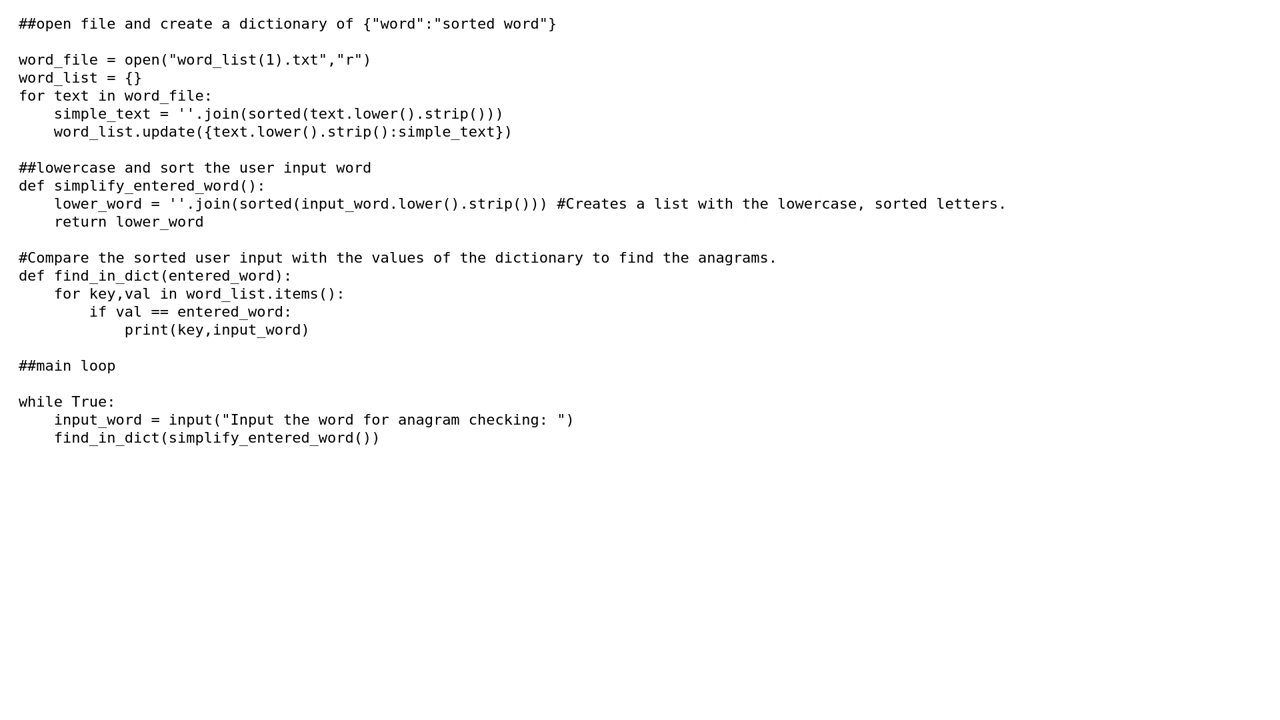 ##open file and create a dictionary of {"word":"sorted word"}

word_file = open("word_list(1).txt","r")
word_list = {}
for text in word_file:
    simple_text = ''.join(sorted(text.lower().strip()))
    word_list.update({text.lower().strip():simple_text})

##lowercase and sort the user input word
def simplify_entered_word():
    lower_word = ''.join(sorted(input_word.lower().strip())) #Creates a list with the lowercase, sorted letters.
    return lower_word

#Compare the sorted user input with the values of the dictionary to find the anagrams.
def find_in_dict(entered_word):
    for key,val in word_list.items():
        if val == entered_word:
            print(key,input_word)

##main loop

while True:
    input_word = input("Input the word for anagram checking: ")
    find_in_dict(simplify_entered_word())